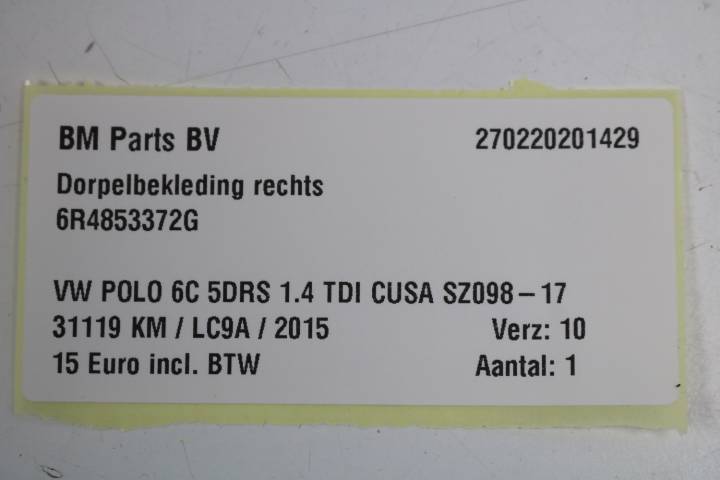 BM Parts BV 270220201429
Dorpelbekleding rechts
6R4853372G
VW POLO 6C 5DRS 1.4 TDI CUSA SZ098-17
31119 KM / LC9A / 2015 Verz: 10
15 Euro incl. BTW Aantal: 1